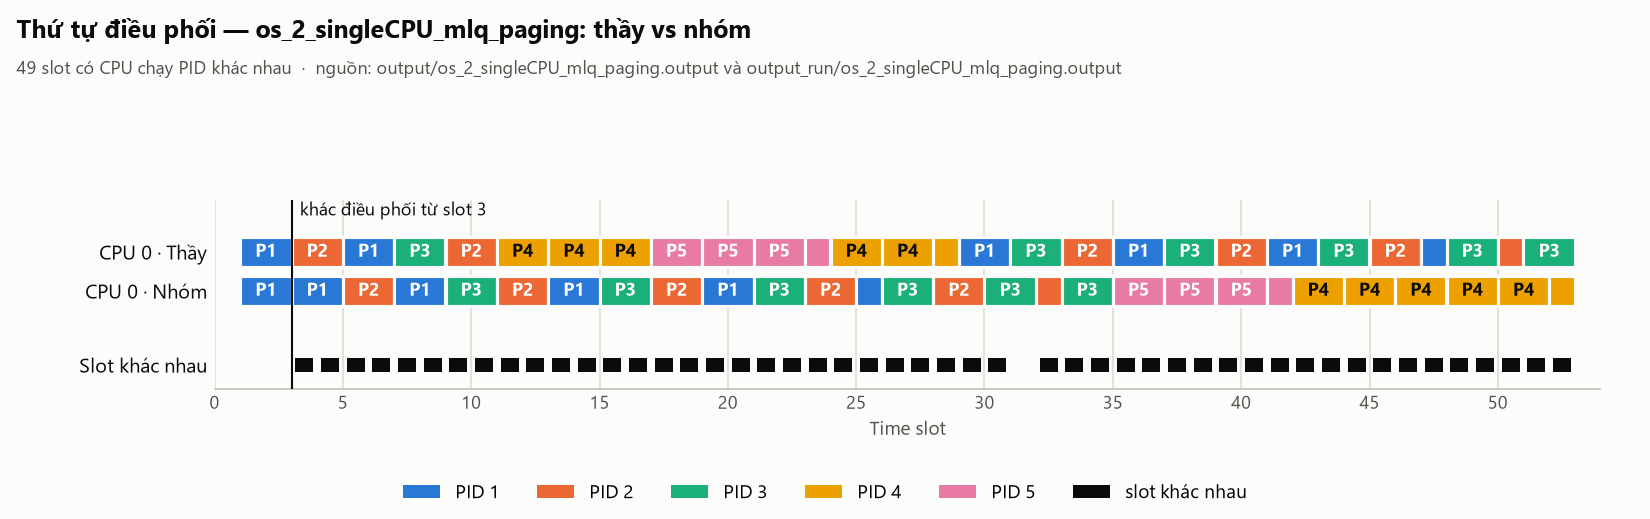 Thứ tự điều phối — os_2_singleCPU_mlq_paging: thầy vs nhóm
49 slot có CPU chạy PID khác nhau · nguồn: output/os_2_singleCPU_mlq_paging.output và output_run/os_2_singleCPU_mlq_paging.output
khác điều phối từ slot 3
CPU 0 · Thầy P1 P2 P1 P3 P2 P4 P4 P4 P5 P5 P5 P4 P4 P1 P3 P2 P1 P3 P2 P1 P3 P2 P3 P3
CPU 0 · Nhóm P1 P1 P2 P1 P3 P2 P1 P3 P2 P1 P3 P2 P3 P2 P3 P3 P5 P5 P5 P4 P4 P4 P4 P4
Slot khác nhau
0 5 10 15 20 25 30 35 40 45 50
Time slot
PID 1 PID 2 PID 3 PID 4 PID 5 slot khác nhau